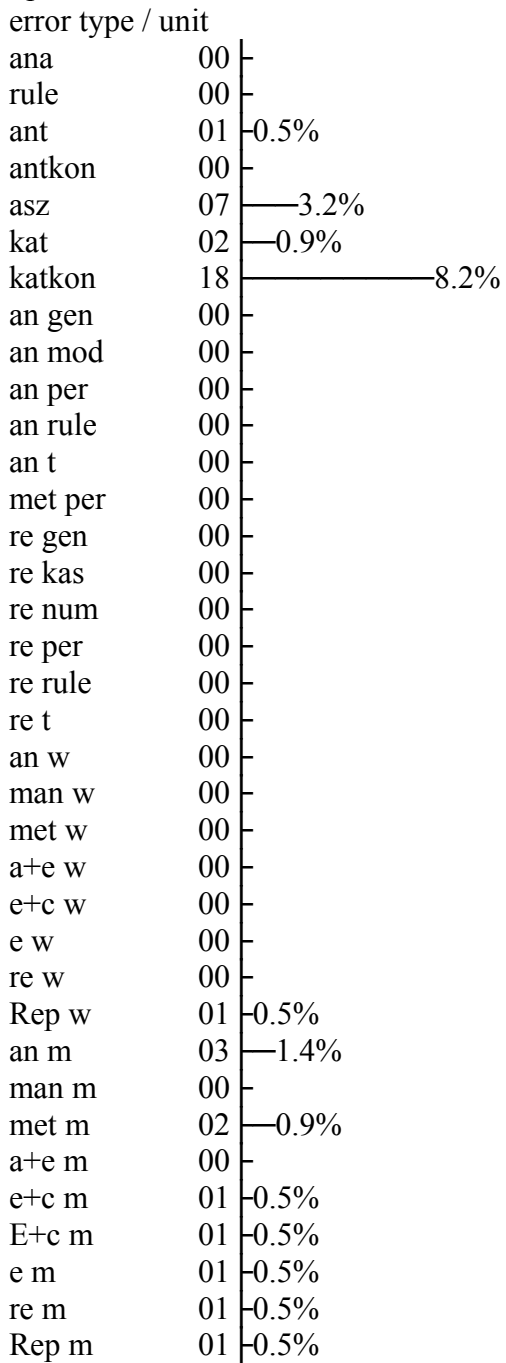 error type / unit
ana 00
rule 00
ant 01 0.5%
antkon 00
asz 07 3.2%
kat 02 0.9%
katkon 18 8.2%
an gen 00
an mod 00
an per 00
an rule 00
an t 00
met per 00
re gen 00
re kas 00
re num 00
re per 00
re rule 00
re t 00
an w 00
man w 00
met w 00
a+e w 00
e+c w 00
e w 00
re w 00
Rep w 01 0.5%
an m 03 1.4%
man m 00
met m 02 0.9%
a+e m 00
e+c m 01 0.5%
E+c m 01 0.5%
e m 01 0.5%
re m 01 0.5%
Rep m 01 0.5%